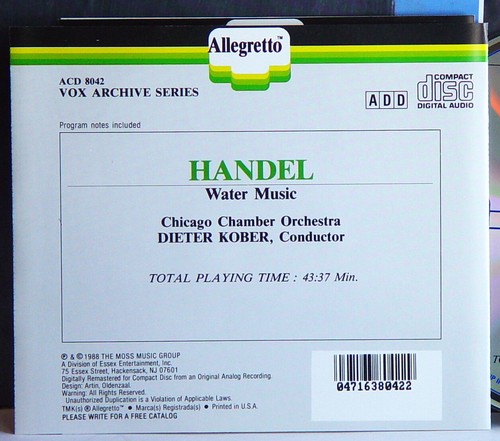 Allegretto™
ACD 8042
VOX ARCHIVE SERIES
ADD
COMPACT
disc
DIGITAL AUDIO
Program notes included
HANDEL
Water Music
Chicago Chamber Orchestra
DIETER KOBER, Conductor
TOTAL PLAYING TIME : 43:37 Min.
℗ & © 1988 THE MOSS MUSIC GROUP
A Division of Essex Entertainment, Inc.
75 Essex Street, Hackensack, NJ 07601
Digitally Remastered for Compact Disc from an Original Analog Recording.
Design: Artin, Oldenzaal.
Warning: All Rights Reserved.
Unauthorized Duplication is a Violation of Applicable Laws.
TMK(s) ® Allegretto™ ● Marca(s) Registrada(s) ● Printed in U.S.A.
PLEASE WRITE FOR A FREE CATALOG
04716380422